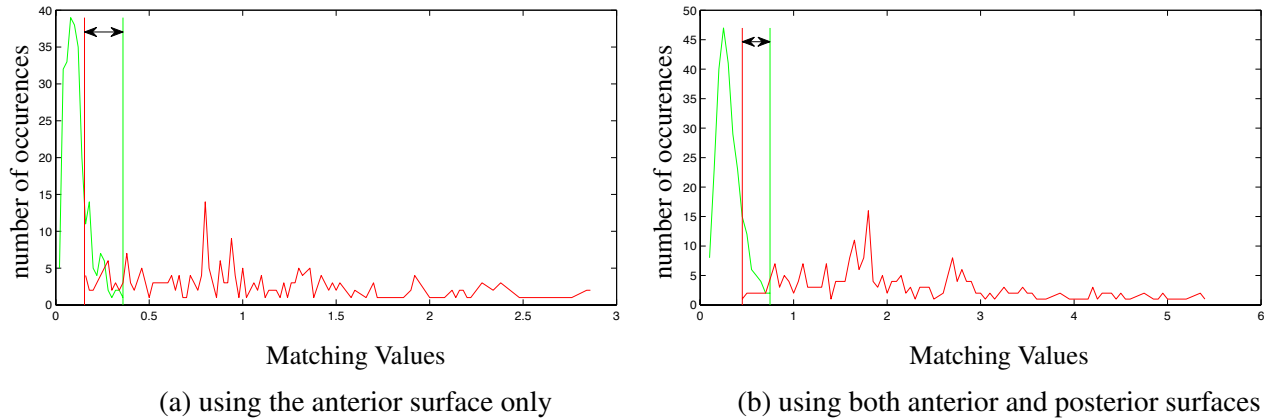 40
35
30
25
20
15
10
5
0
number of occurences
0 0.5 1 1.5 2 2.5 3
Matching Values
(a) using the anterior surface only
50
45
40
35
30
25
20
15
10
5
0
number of occurences
0 1 2 3 4 5 6
Matching Values
(b) using both anterior and posterior surfaces